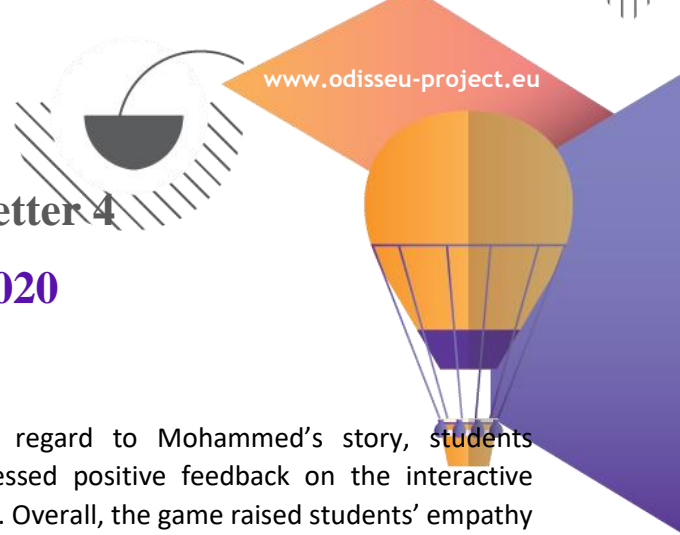 www.odisseu-project.eu
etter 4
020
regard to Mohammed’s story, students
essed positive feedback on the interactive
. Overall, the game raised students’ empathy